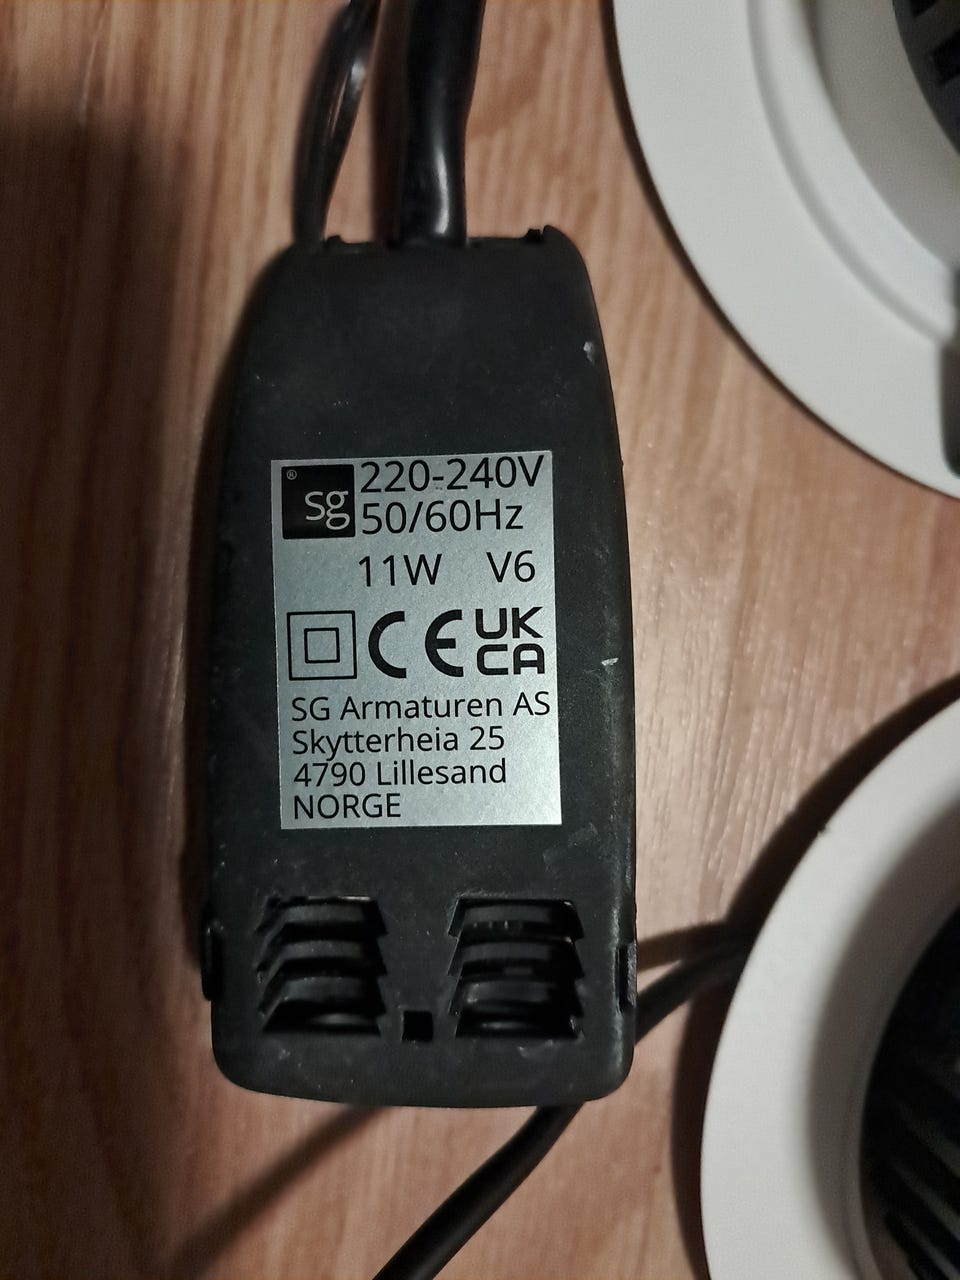 ® sg 220-240V
50/60Hz
11W V6
CE UK
CA
SG Armaturen AS
Skytterheia 25
4790 Lillesand
NORGE